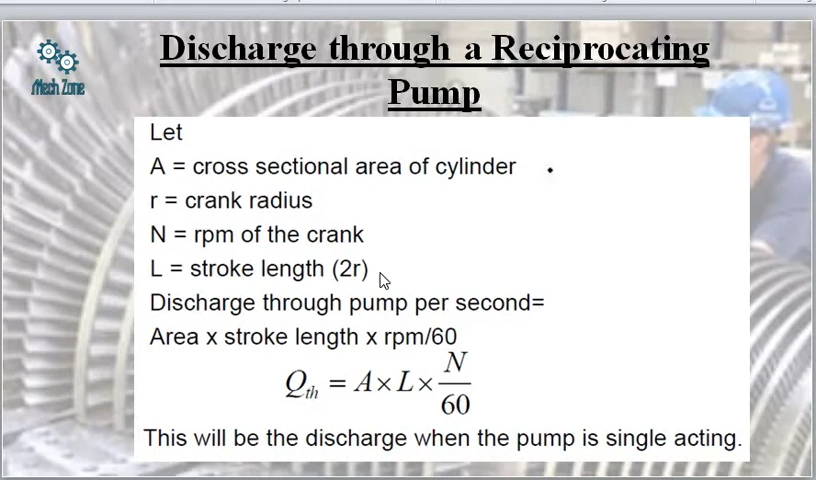 Discharge through a Reciprocating
Pump
Mech Zone
Let
A = cross sectional area of cylinder
r = crank radius
N = rpm of the crank
L = stroke length (2r)
Discharge through pump per second=
Area x stroke length x rpm/60
Qth = A × L × N/60
This will be the discharge when the pump is single acting.